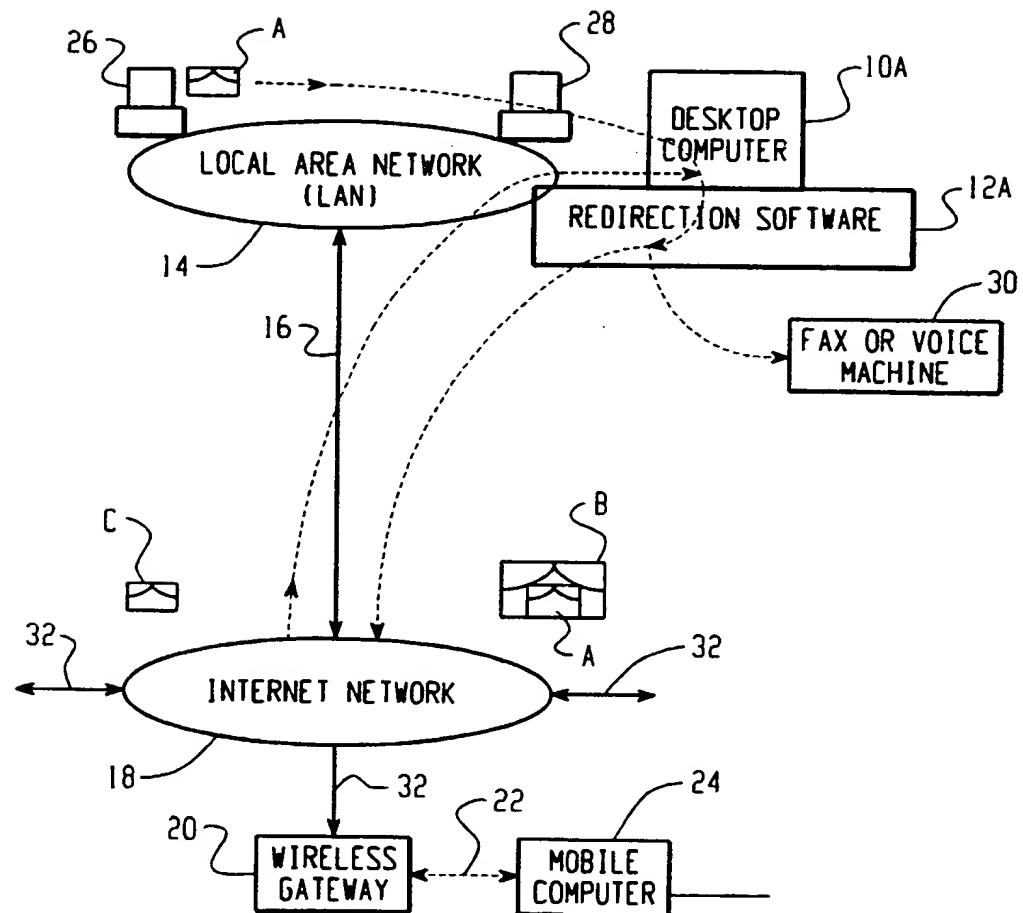 26
A
28
10A
DESKTOP
COMPUTER
LOCAL AREA NETWORK
(LAN)
12A
REDIRECTION SOFTWARE
14
30
16
FAX OR VOICE
MACHINE
C
B
A
32
32
INTERNET NETWORK
18
32
22
24
20
WIRELESS
GATEWAY
MOBILE
COMPUTER